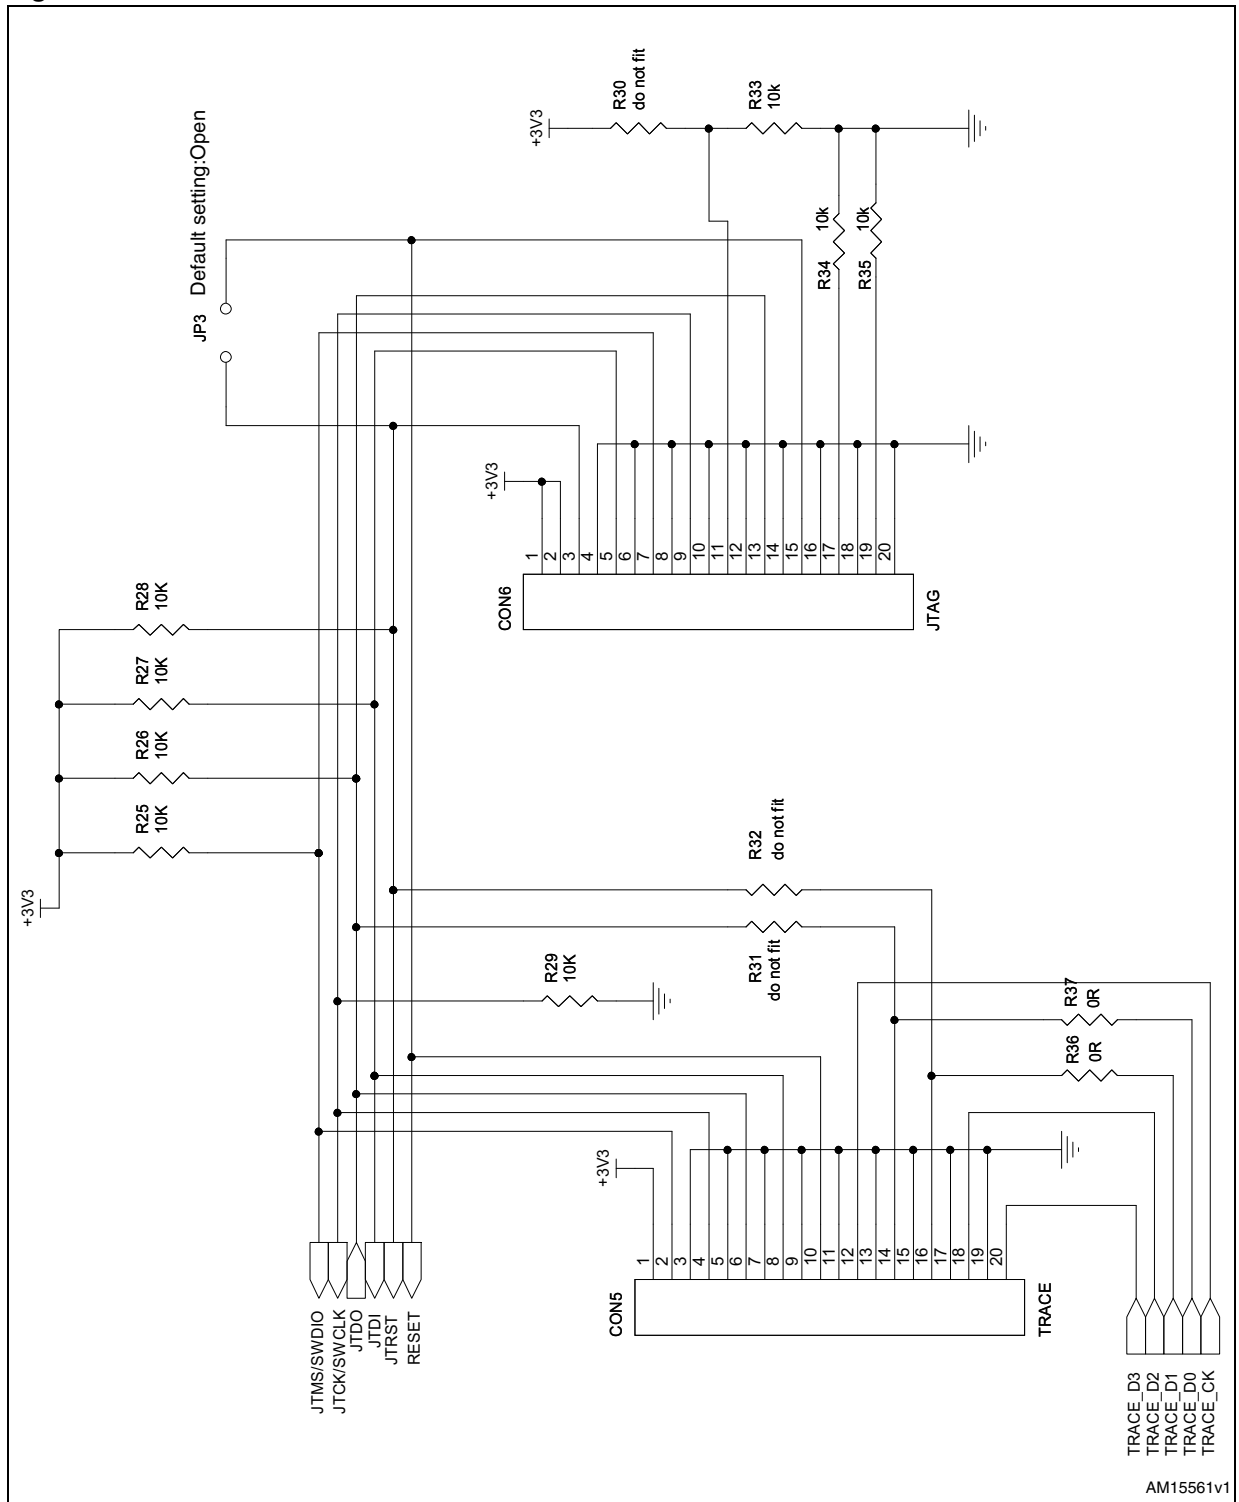 +3V3
R30
do not fit
R33
10k
JP3 Default setting:Open
R34
10k
R35
10k
+3V3
1
2
3
4
5
6
7
8
9
10
11
12
13
14
15
16
17
18
19
20
CON6
JTAG
R28
10K
R27
10K
R26
10K
R25
10K
+3V3
R32
do not fit
R31
do not fit
R29
10K
R37
0R
R36
0R
+3V3
1
2
3
4
5
6
7
8
9
10
11
12
13
14
15
16
17
18
19
20
CON5
TRACE
JTMS/SWDIO
JTCK/SWCLK
JTDO
JTDI
JTRST
RESET
TRACE_D3
TRACE_D2
TRACE_D1
TRACE_D0
TRACE_CK
AM15561v1